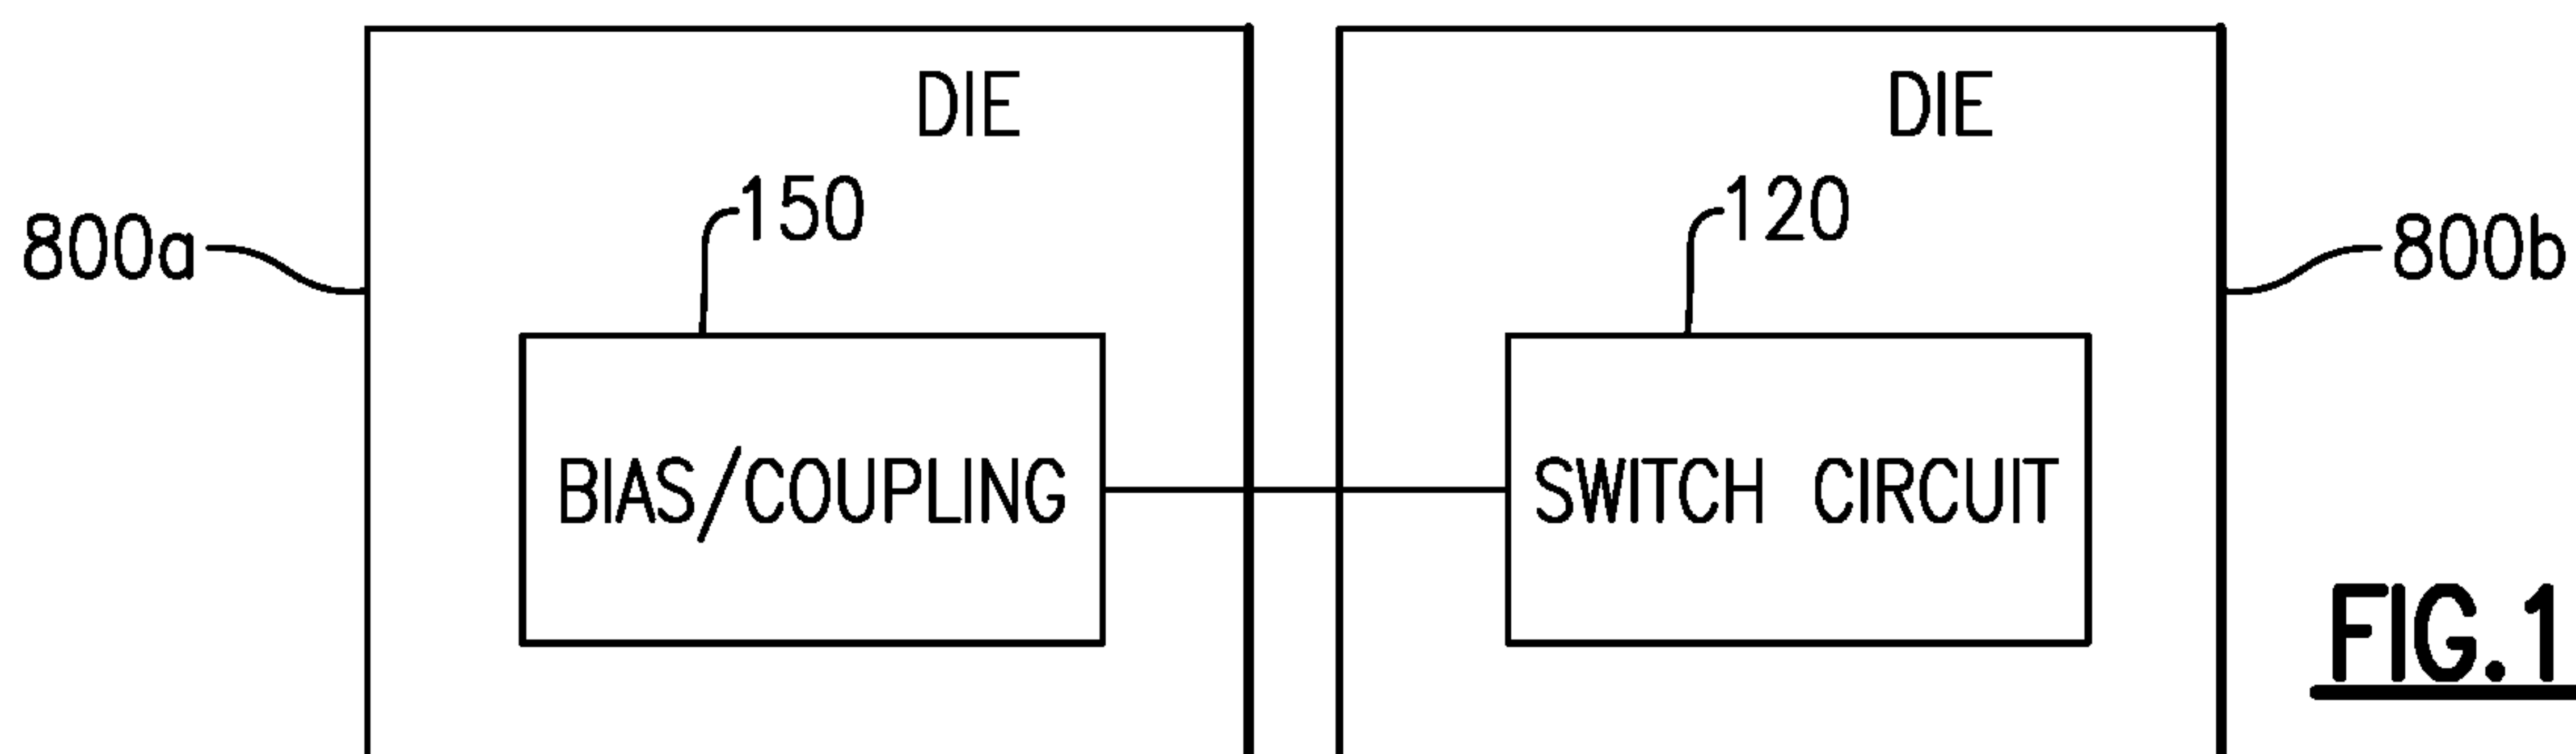 DIE
DIE
150
120
800a
800b
BIAS/COUPLING
SWITCH CIRCUIT
FIG.1